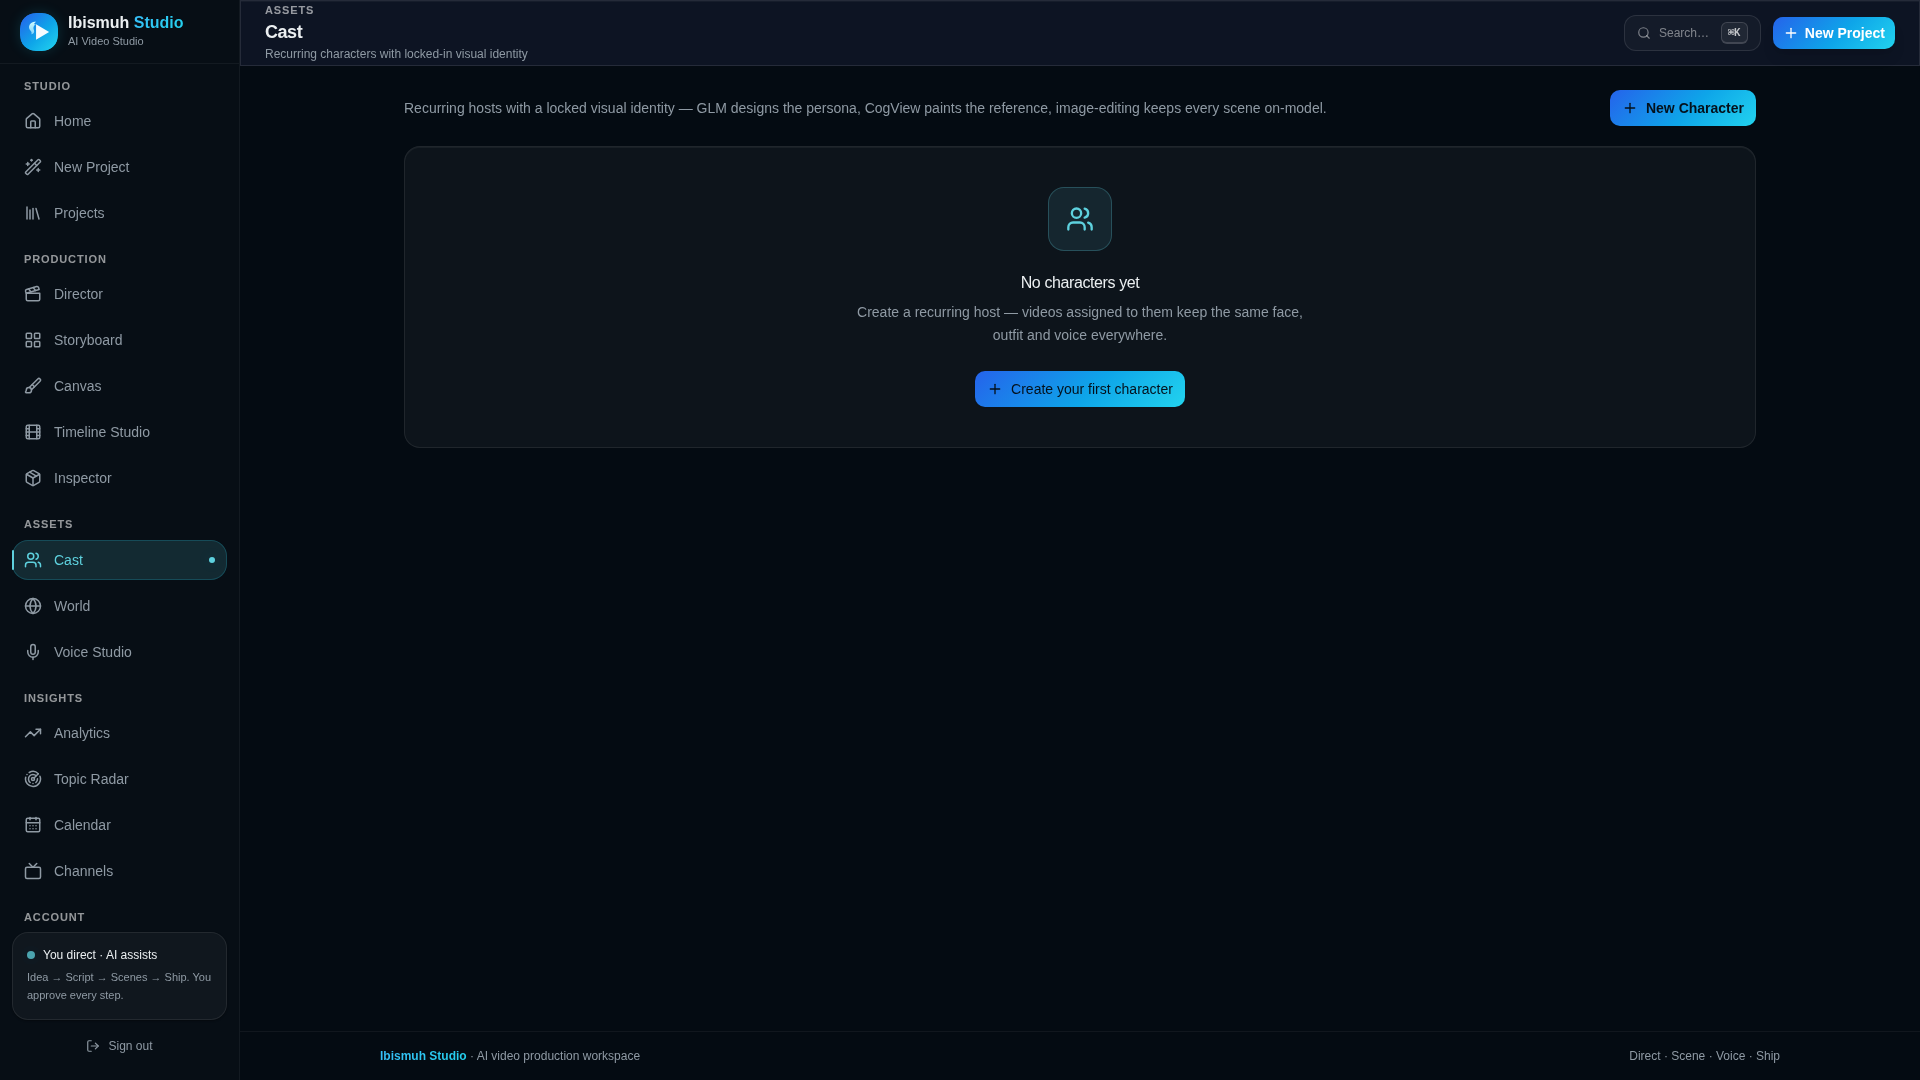 Ibismuh Studio
AI Video Studio
STUDIO
Home
New Project
Projects
PRODUCTION
Director
Storyboard
Canvas
Timeline Studio
Inspector
ASSETS
Cast
World
Voice Studio
INSIGHTS
Analytics
Topic Radar
Calendar
Channels
ACCOUNT
You direct · AI assists
Idea → Script → Scenes → Ship. You
approve every step.
Sign out
ASSETS
Cast
Recurring characters with locked-in visual identity
Search… ⌘K
New Project
Recurring hosts with a locked visual identity — GLM designs the persona, CogView paints the reference, image-editing keeps every scene on-model.
New Character
No characters yet
Create a recurring host — videos assigned to them keep the same face,
outfit and voice everywhere.
Create your first character
Ibismuh Studio · AI video production workspace
Direct · Scene · Voice · Ship